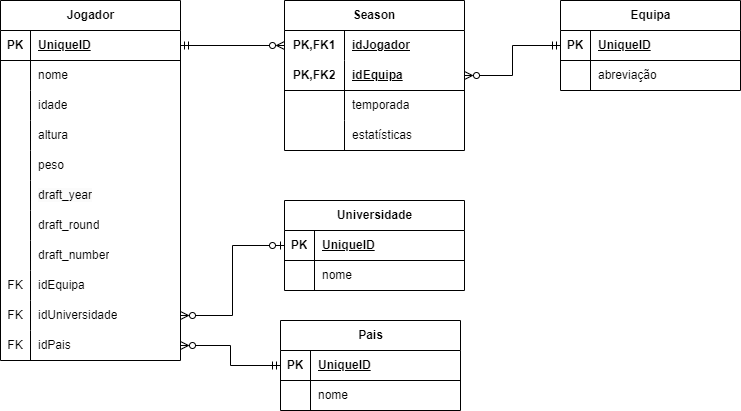 Jogador
PK UniqueID
nome
idade
altura
peso
draft_year
draft_round
draft_number
FK idEquipa
FK idUniversidade
FK idPais
Season
PK,FK1 idJogador
PK,FK2 idEquipa
temporada
estatísticas
Equipa
PK UniqueID
abreviação
Universidade
PK UniqueID
nome
Pais
PK UniqueID
nome